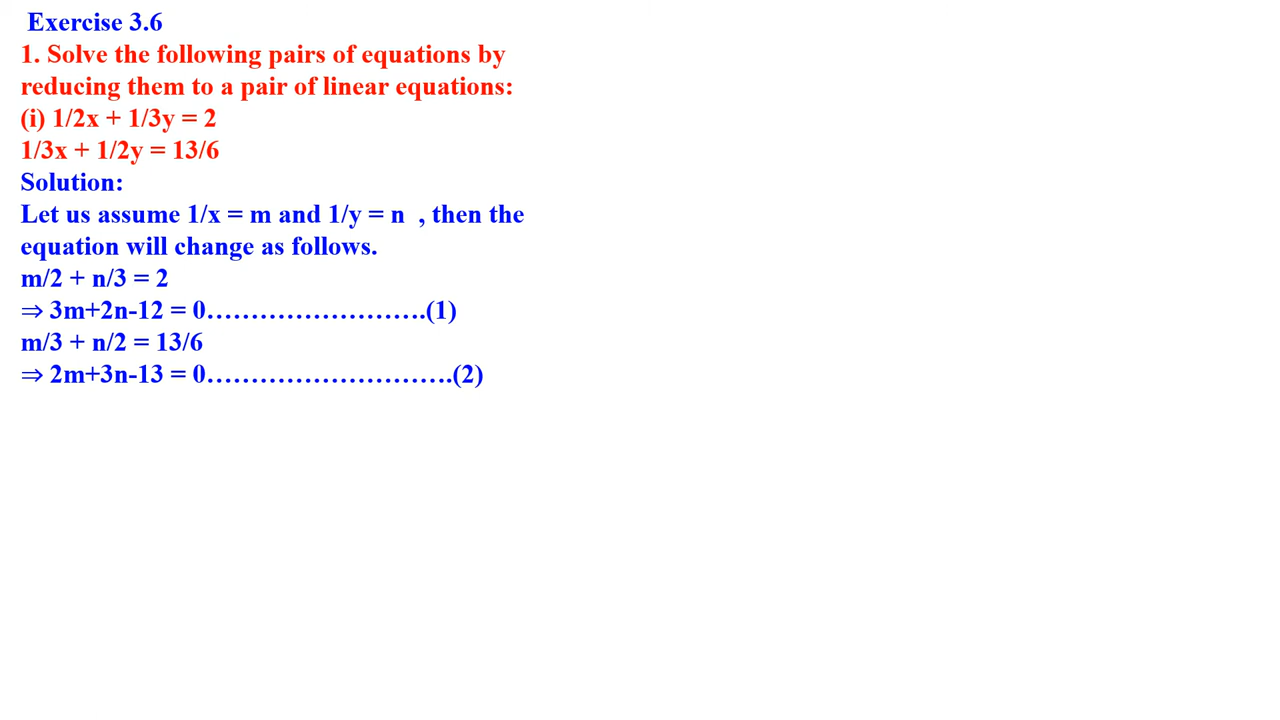 Exercise 3.6
1. Solve the following pairs of equations by
reducing them to a pair of linear equations:
(i) 1/2x + 1/3y = 2
1/3x + 1/2y = 13/6
Solution:
Let us assume 1/x = m and 1/y = n , then the
equation will change as follows.
m/2 + n/3 = 2
⇒ 3m+2n-12 = 0…………………….(1)
m/3 + n/2 = 13/6
⇒ 2m+3n-13 = 0……………………….(2)